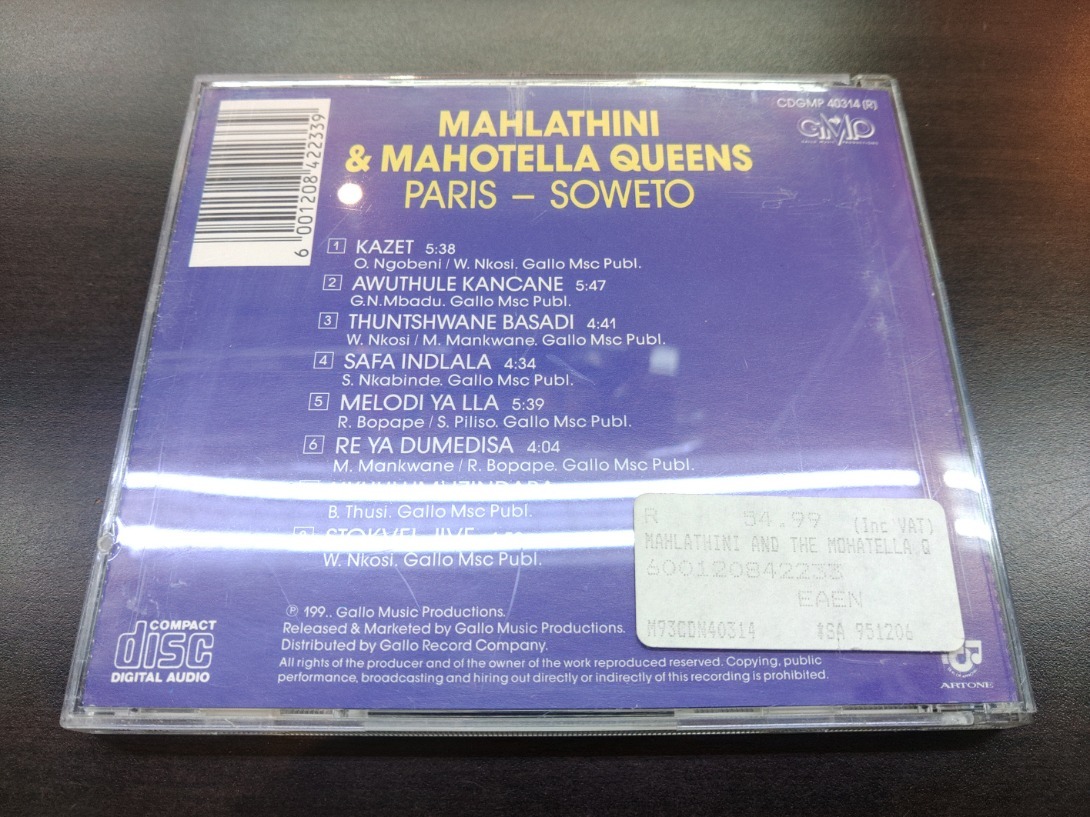 CDGMP 40314 (R)
GMP
6 001208 422339
MAHLATHINI
& MAHOTELLA QUEENS
PARIS – SOWETO
1 KAZET 5:38
O. Ngobeni / W. Nkosi. Gallo Msc Publ.
2 AWUTHULE KANCANE 5:47
G.N.Mbadu. Gallo Msc Publ.
3 THUNTSHWANE BASADI 4:41
W. Nkosi / M. Mankwane. Gallo Msc Publ.
4 SAFA INDLALA 4:34
S. Nkabinde. Gallo Msc Publ.
5 MELODI YA LLA 5:39
R. Bopape / S. Piliso. Gallo Msc Publ.
6 RE YA DUMEDISA 4:04
M. Mankwane / R. Bopape. Gallo Msc Publ.
B. Thusi. Gallo Msc Publ.
STOKVEL JIVE
W. Nkosi. Gallo Msc Publ.
R 54.99 (Inc VAT)
MAHLATHINI AND THE MOHATELLA Q
EAEN
M93CDN40314 *SA 951206
℗ 199.. Gallo Music Productions.
Released & Marketed by Gallo Music Productions.
Distributed by Gallo Record Company.
All rights of the producer and of the owner of the work reproduced reserved. Copying, public
performance, broadcasting and hiring out directly or indirectly of this recording is prohibited.
COMPACT
disc
DIGITAL AUDIO
ARTONE